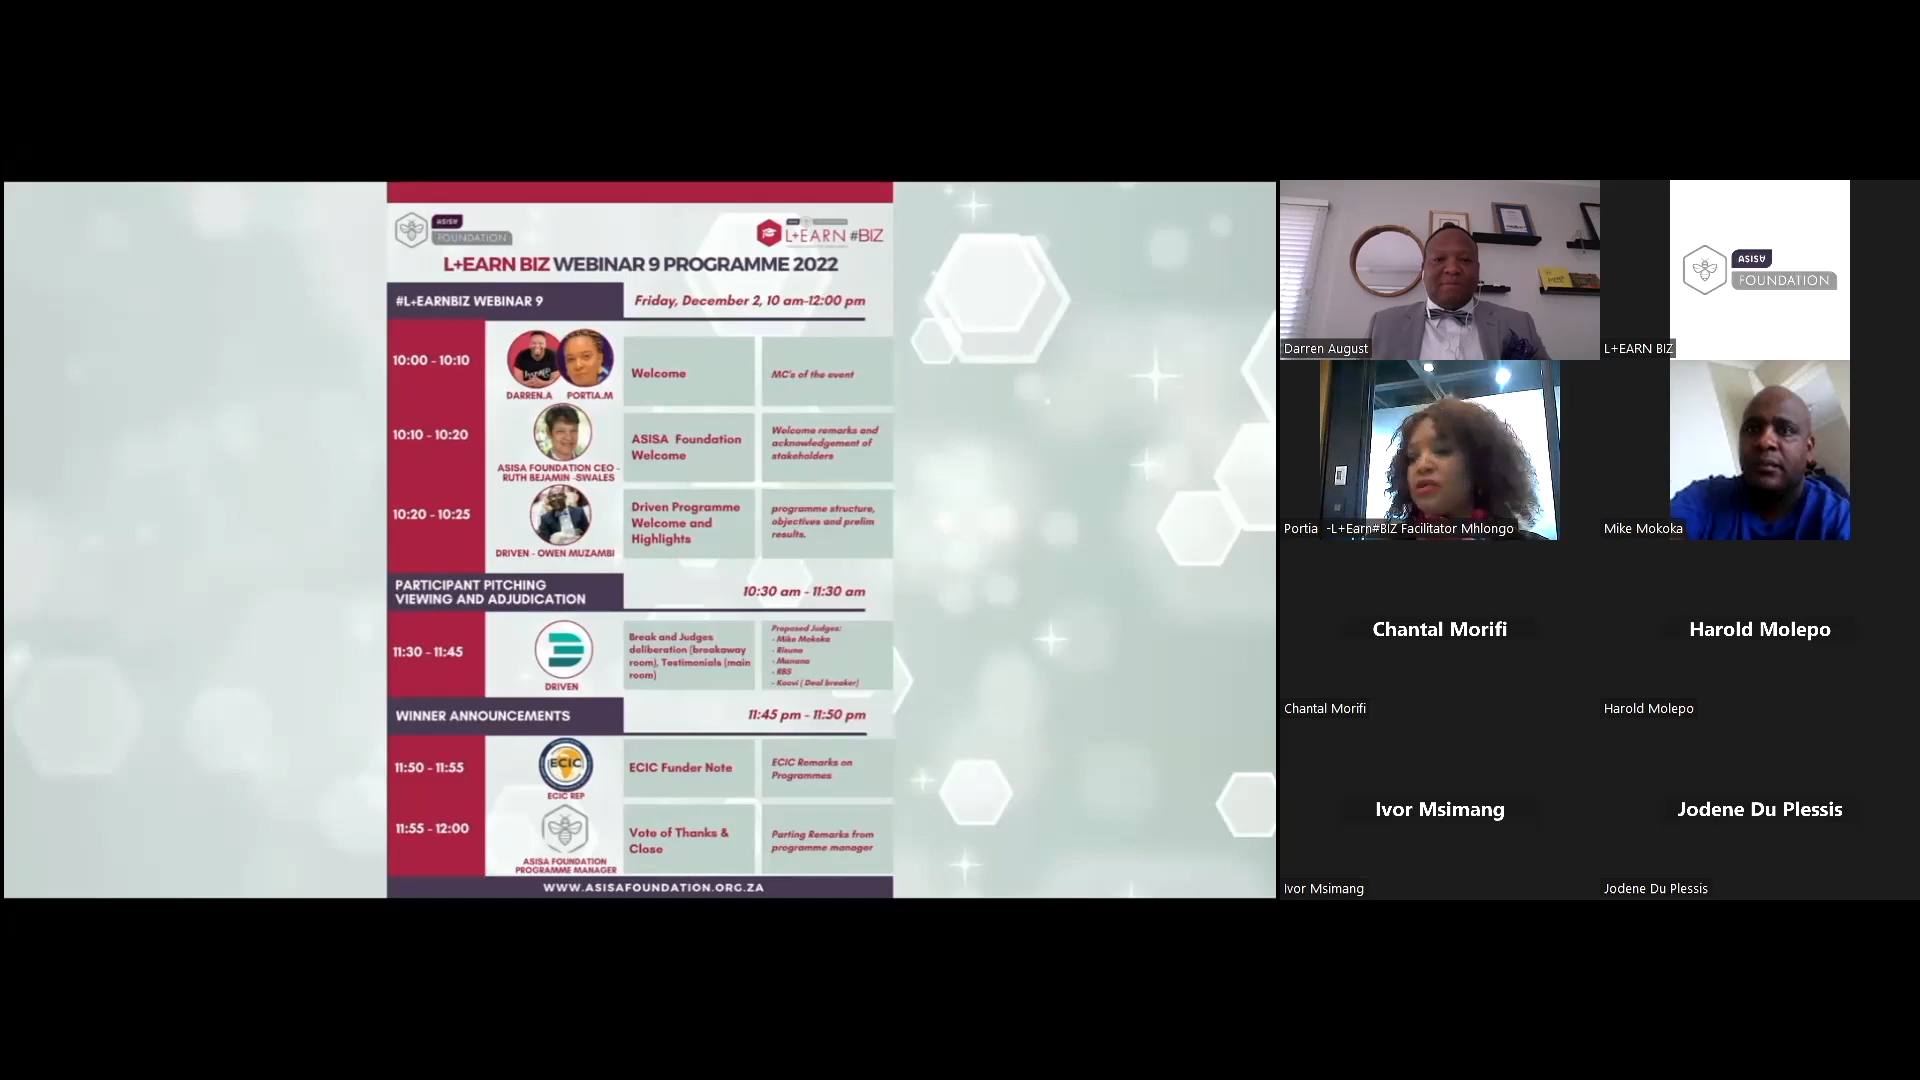 ASISA
FOUNDATION
L+EARN #BIZ
L+EARN BIZ WEBINAR 9 PROGRAMME 2022
#L+EARNBIZ WEBINAR 9
Friday, December 2, 10 am-12:00 pm
10:00 - 10:10
DARREN.A
PORTIA.M
Welcome
MC's of the event
10:10 - 10:20
ASISA FOUNDATION CEO -
RUTH BEJAMIN -SWALES
ASISA Foundation
Welcome
Welcome remarks and
acknowledgement of
stakeholders
10:20 - 10:25
DRIVEN - OWEN MUZAMBI
Driven Programme
Welcome and
Highlights
programme structure,
objectives and prelim
results.
PARTICIPANT PITCHING
VIEWING AND ADJUDICATION
10:30 am - 11:30 am
11:30 - 11:45
DRIVEN
Break and Judges
deliberation (breakaway
room), Testimonials (main
room)
Proposed Judges:
- Mike Mokoka
- Risuna
- Manana
- RBS
- Koovi ( Deal breaker)
WINNER ANNOUNCEMENTS
11:45 pm - 11:50 pm
11:50 - 11:55
ECIC
ECIC REP
ECIC Funder Note
ECIC Remarks on
Programmes
11:55 - 12:00
ASISA FOUNDATION
PROGRAMME MANAGER
Vote of Thanks &
Close
Parting Remarks from
programme manager
WWW.ASISAFOUNDATION.ORG.ZA
Darren August
ASISA
FOUNDATION
L+EARN BIZ
Portia -L+Earn#BIZ Facilitator Mhlongo
Mike Mokoka
Chantal Morifi
Chantal Morifi
Harold Molepo
Harold Molepo
Ivor Msimang
Ivor Msimang
Jodene Du Plessis
Jodene Du Plessis